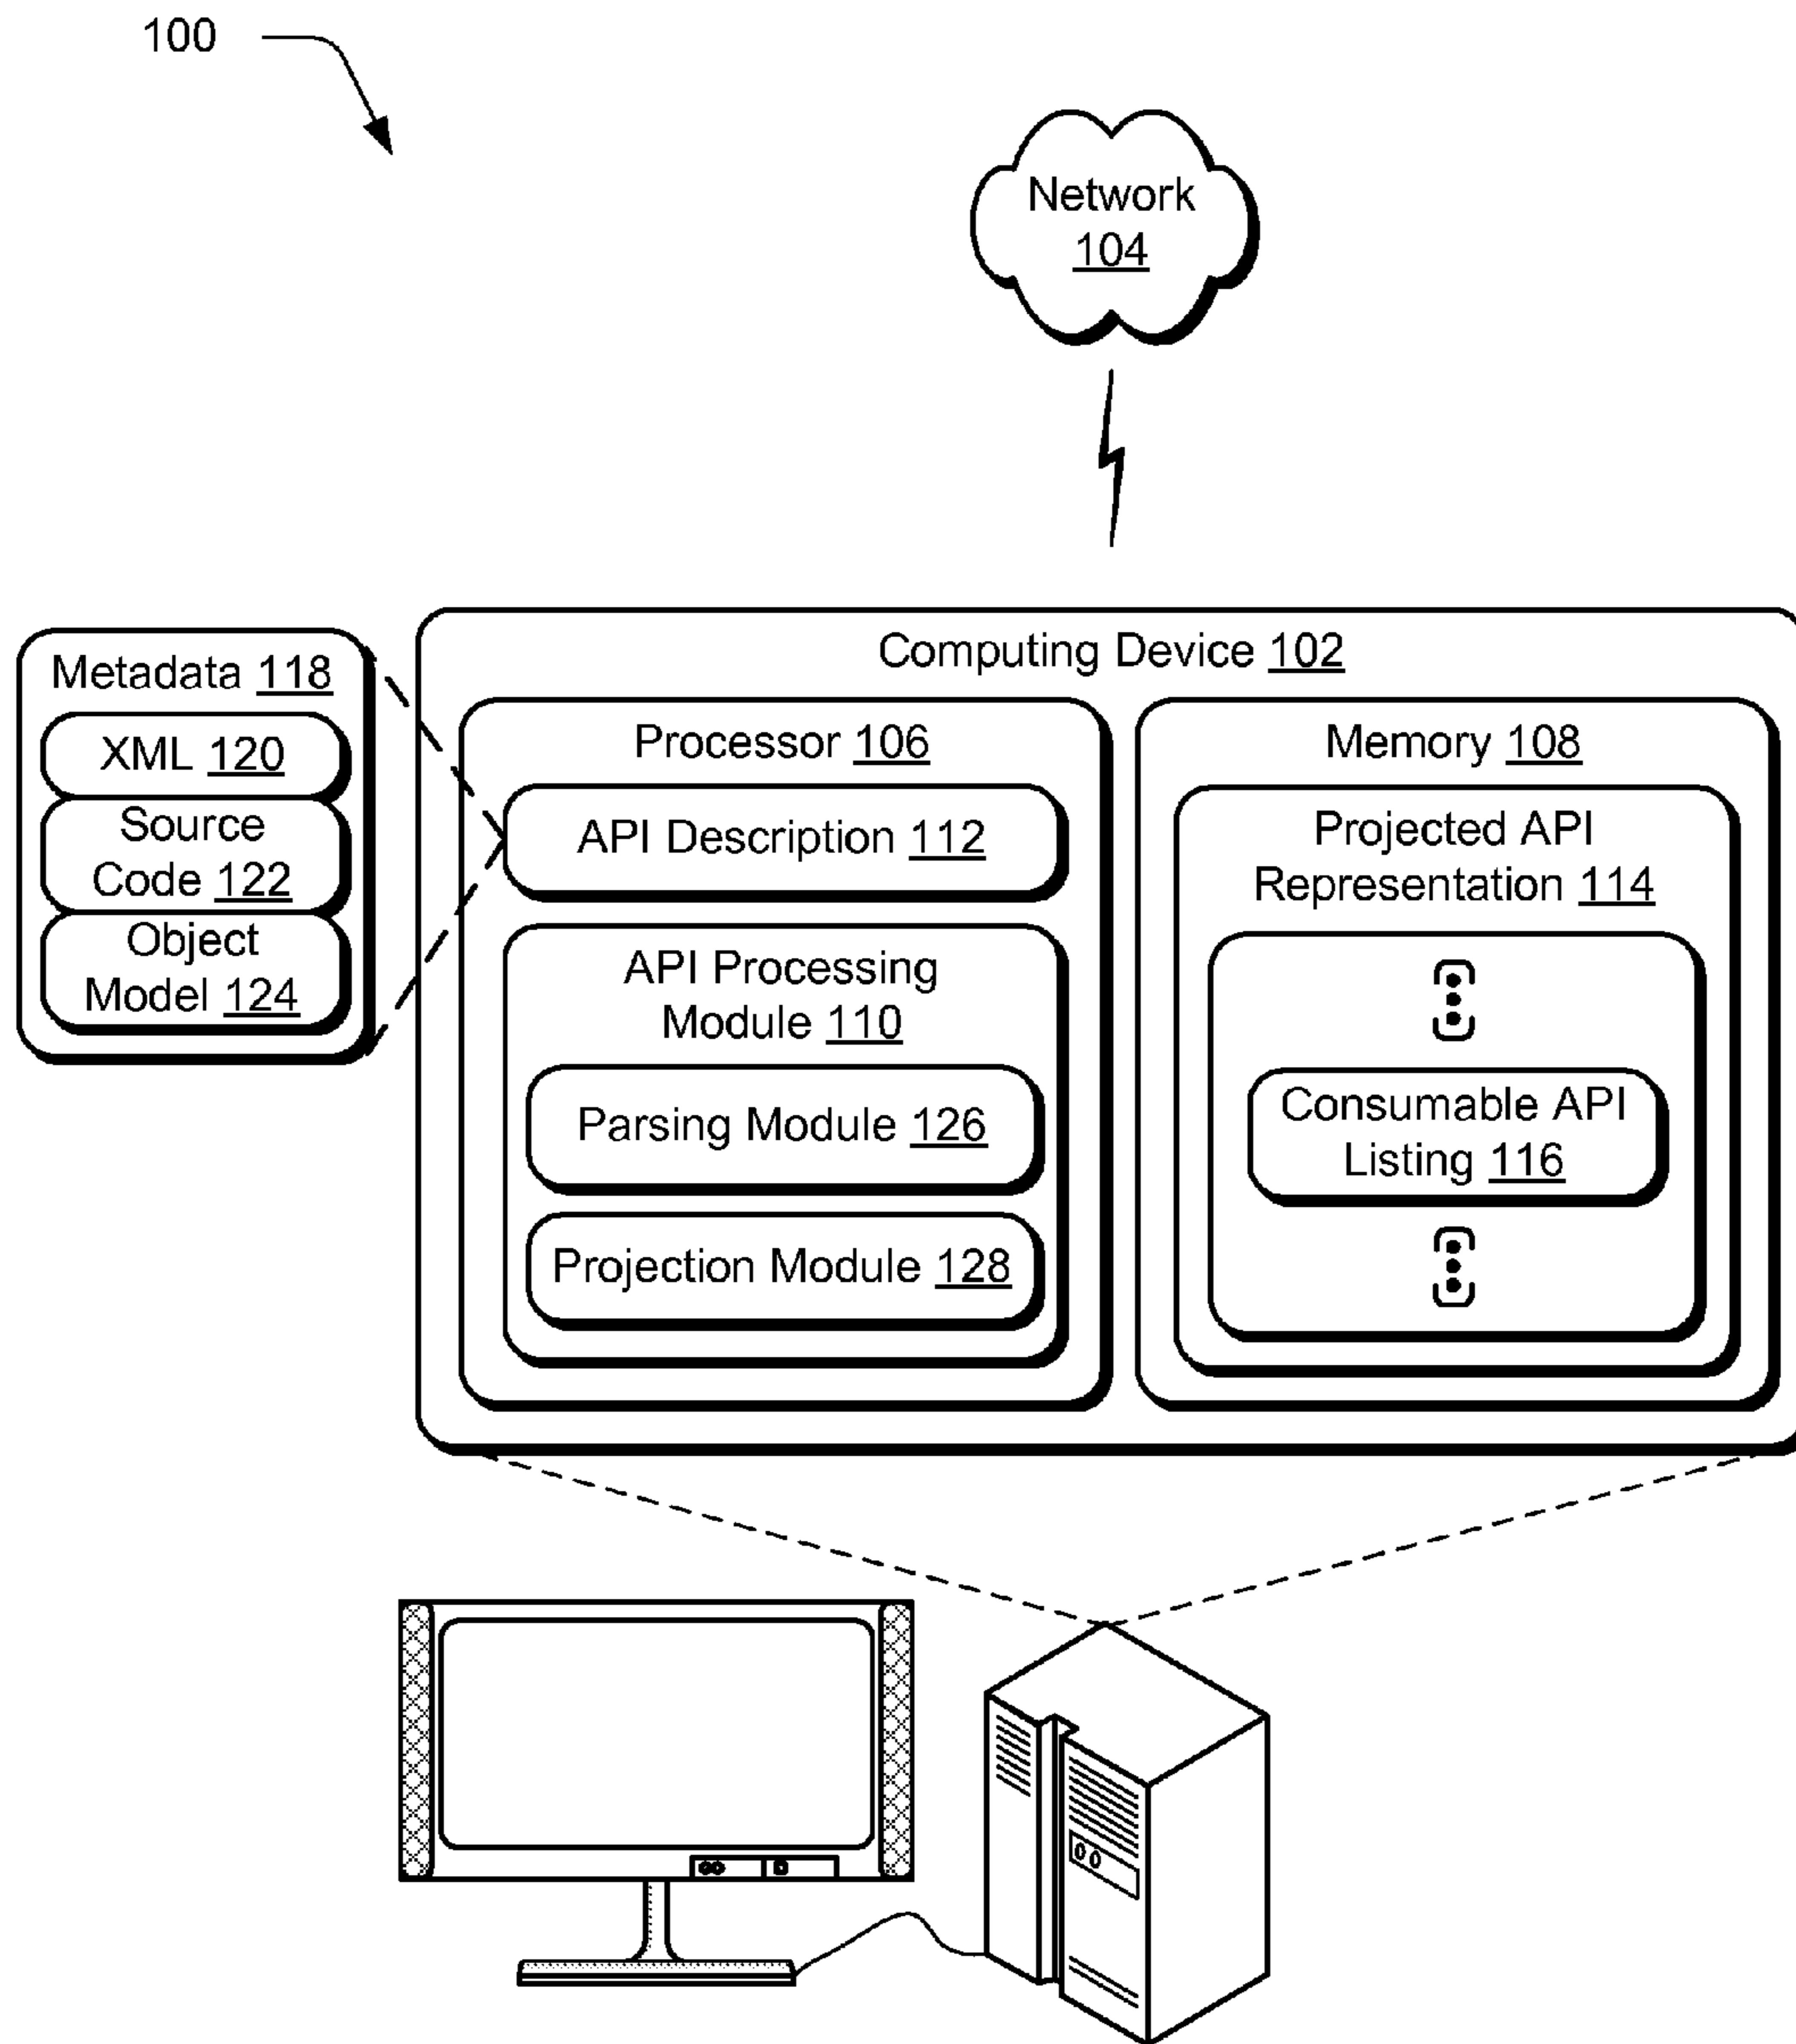 100
Network
104
Computing Device 102
Metadata 118
XML 120
Source
Code 122
Object
Model 124
Processor 106
API Description 112
API Processing
Module 110
Parsing Module 126
Projection Module 128
Memory 108
Projected API
Representation 114
Consumable API
Listing 116